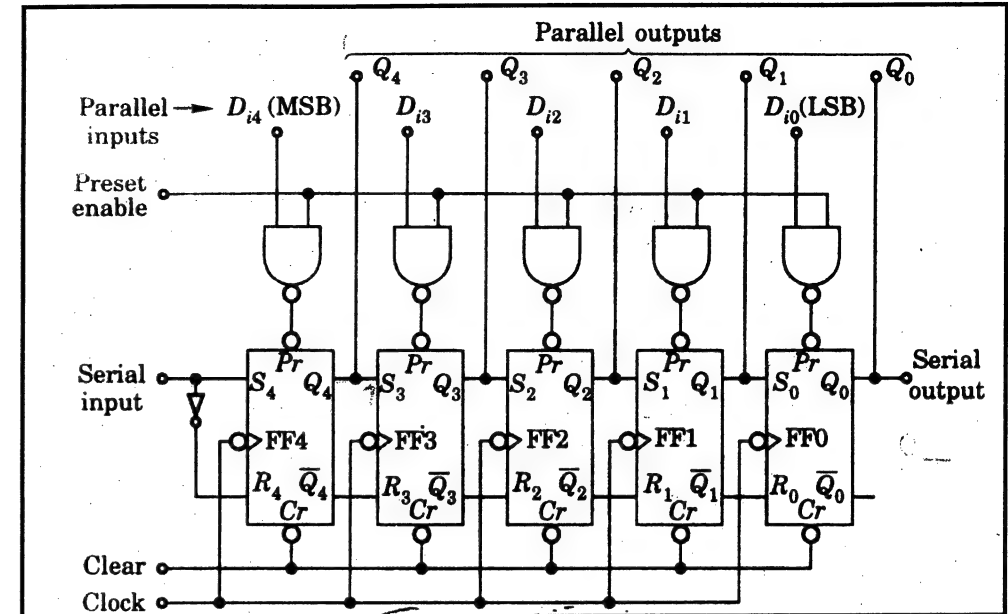 Parallel outputs
Q4 Q3 Q2 Q1 Q0
Parallel → Di4 (MSB) Di3 Di2 Di1 Di0 (LSB)
inputs
Preset
enable
Pr Pr Pr Pr Pr
Serial
input
S4 Q4 S3 Q3 S2 Q2 S1 Q1 S0 Q0
Serial
output
FF4 FF3 FF2 FF1 FF0
R4 Q̅4 R3 Q̅3 R2 Q̅2 R1 Q̅1 R0 Q̅0
Cr Cr Cr Cr Cr
Clear
Clock